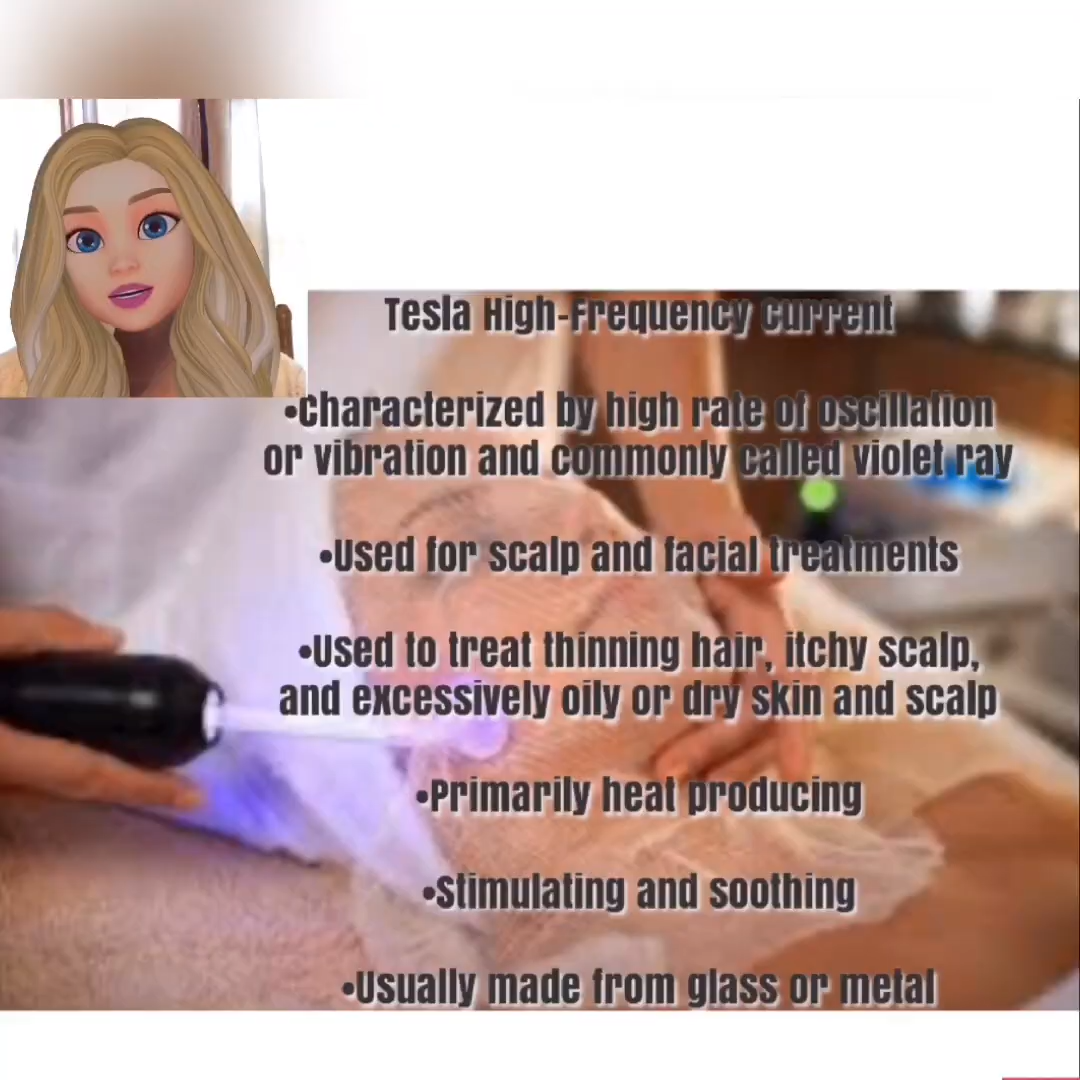 Tesla High-Frequency Current
•Characterized by high rate of oscillation
or vibration and commonly called violet ray
•Used for scalp and facial treatments
•Used to treat thinning hair, itchy scalp,
and excessively oily or dry skin and scalp
•Primarily heat producing
•Stimulating and soothing
•Usually made from glass or metal